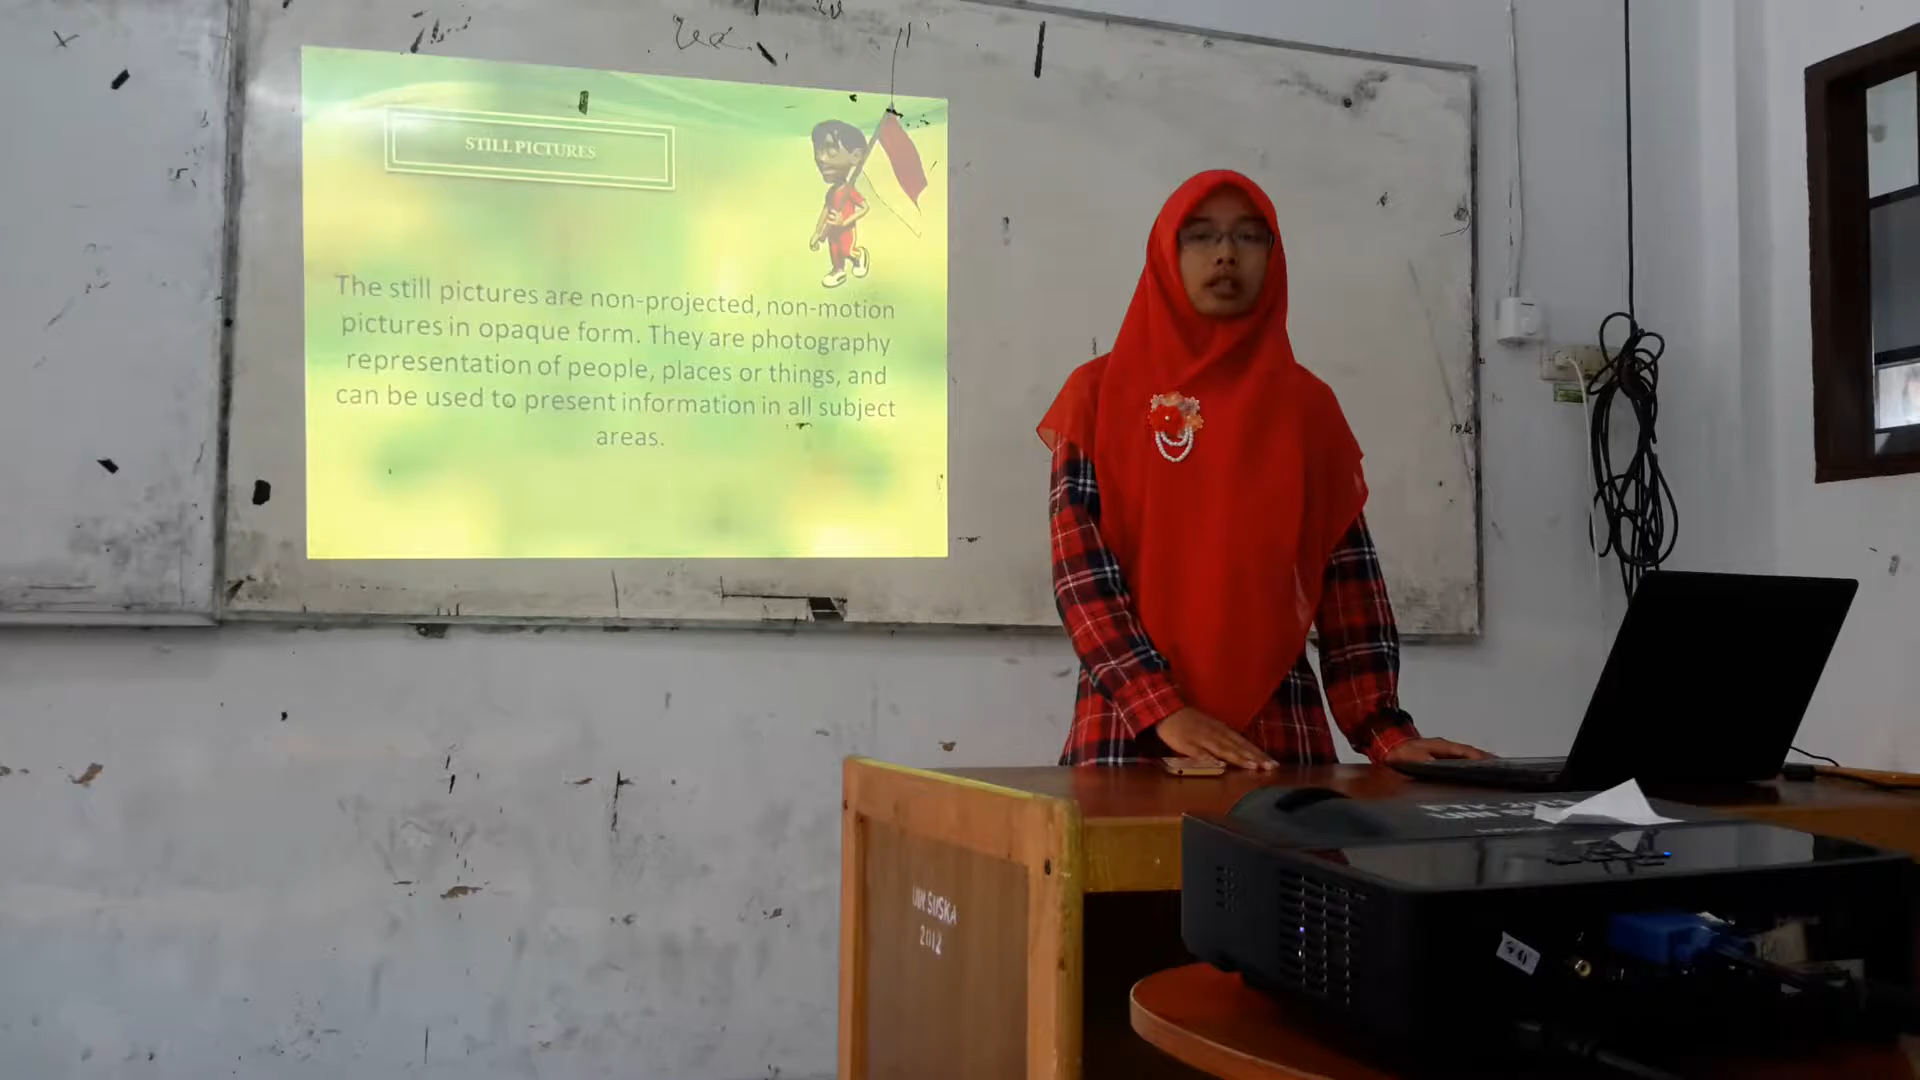 STILL PICTURES
The still pictures are non-projected, non-motion
pictures in opaque form. They are photography
representation of people, places or things, and
can be used to present information in all subject
areas.
UIN SUSKA
2012